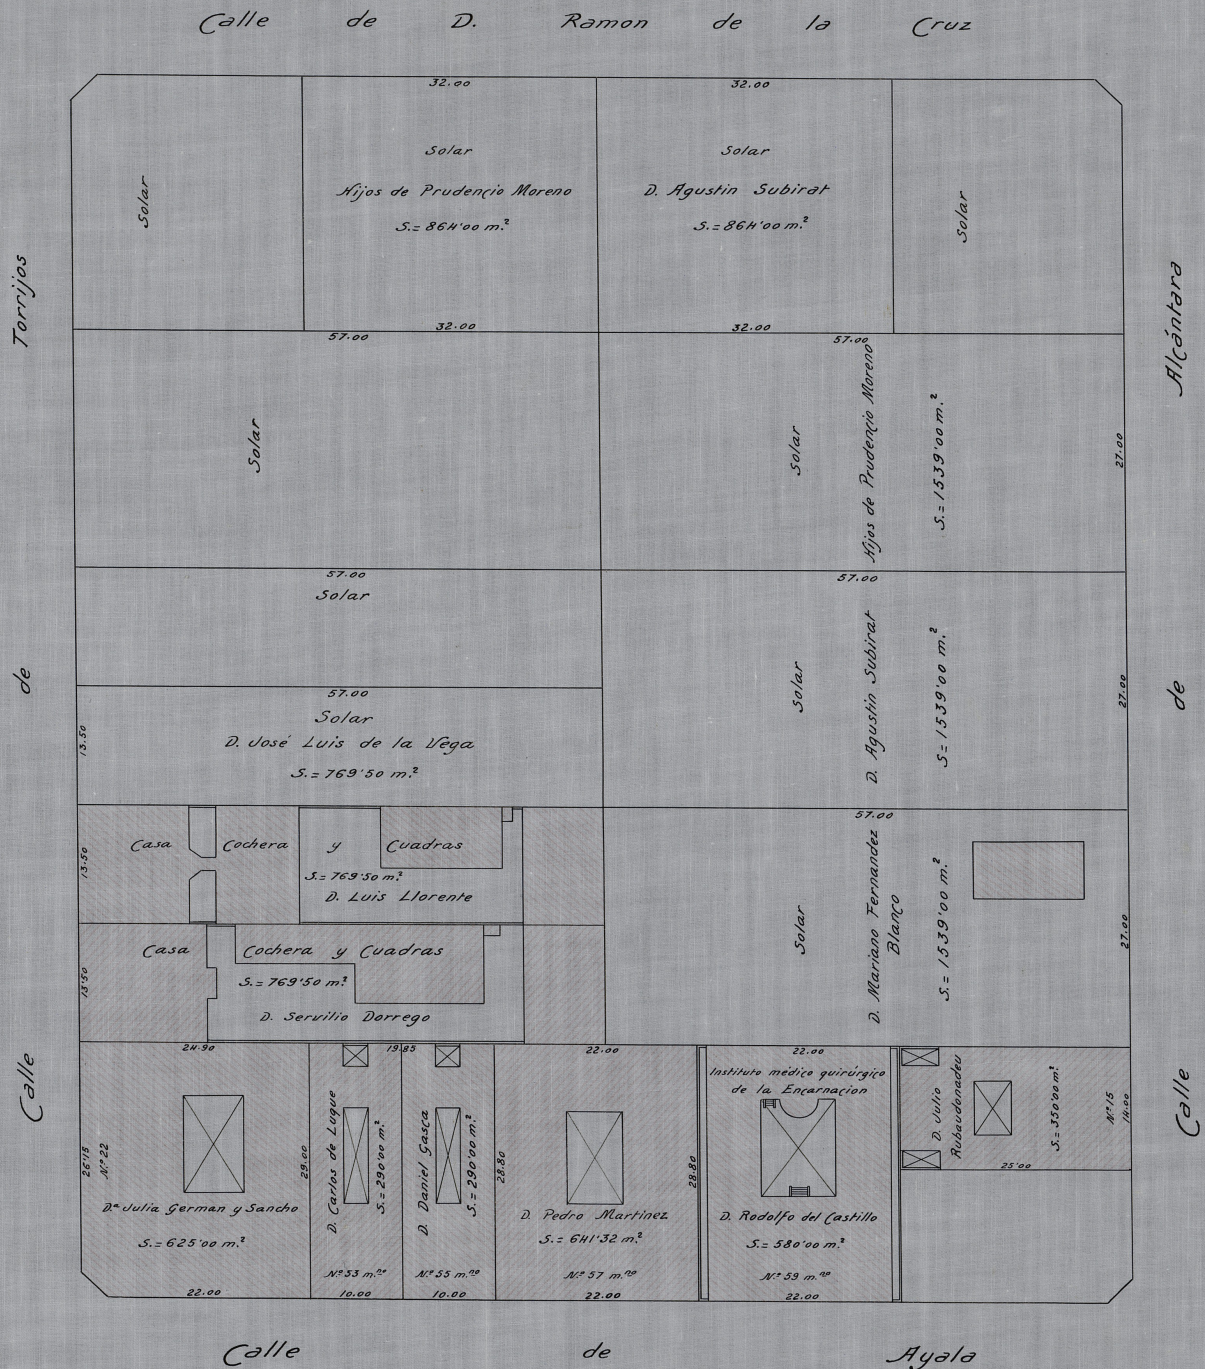 Calle de D. Ramon de la Cruz
32.00
32.00
Solar
Solar
Hijos de Prudencio Moreno
S.= 864'00 m.²
Solar
D. Agustin Subirat
S.= 864'00 m.²
Solar
32.00
32.00
57.00
57.00
Solar
Solar
Hijos de Prudencio Moreno
S.= 1539'00 m.²
27.00
57.00
57.00
Solar
Solar
D. Agustin Subirat
S= 1539'00 m.²
27.00
57.00
13.50
Solar
D. José Luis de la Vega
S.= 769'50 m.²
57.00
13.50
Casa Cochera y Cuadras
S.= 769'50 m.²
D. Luis Llorente
Solar
D. Mariano Fernandez
Blanco
S.= 1539'00 m.²
27.00
13'50
Casa Cochera y Cuadras
S.= 769'50 m.²
D. Servilio Dorrego
24.90
19.85
22.00
22.00
26'15
Nº 22
Dª Julia German y Sancho
S.= 625'00 m.²
22.00
29.00
D. Carlos de Luque
S.= 290'00 m.²
Nº 53 m.no
10.00
D. Daniel Gasca
S.= 290'00 m.²
Nº 55 m.no
10.00
28.80
D. Pedro Martinez
S.= 641'32 m.²
Nº 57 m.no
22.00
28.80
Instituto médico quirúrgico
de la Encarnacion
D. Rodolfo del Castillo
S.= 580'00 m.²
Nº 59 m.no
22.00
D. Julio
Rubaudonadeu
S.= 350'00 m.²
Nº 15
14.00
25'00
Calle de Torrijos
Calle de Alcántara
Calle de Ayala